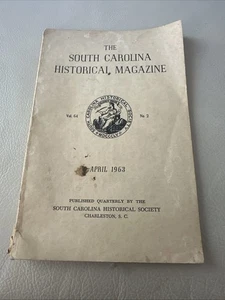 THE
SOUTH CAROLINA
HISTORICAL MAGAZINE
Vol 64
No 2
APRIL 1963
PUBLISHED QUARTERLY BY THE
SOUTH CAROLINA HISTORICAL SOCIETY
CHARLESTON, S. C.